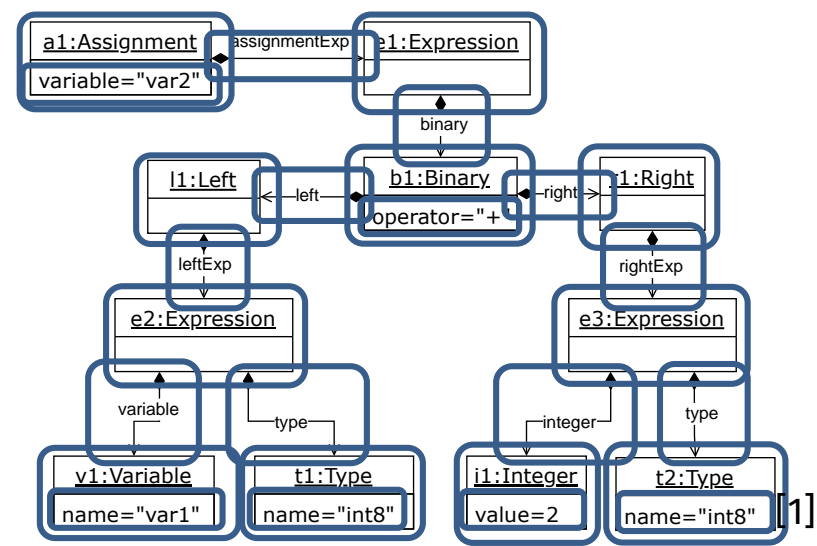 a1:Assignment
variable="var2"
assignmentExp
e1:Expression
binary
l1:Left
left
b1:Binary
operator="+"
right
r1:Right
leftExp
rightExp
e2:Expression
e3:Expression
variable
type
integer
type
v1:Variable
name="var1"
t1:Type
name="int8"
i1:Integer
value=2
t2:Type
name="int8"
[1]